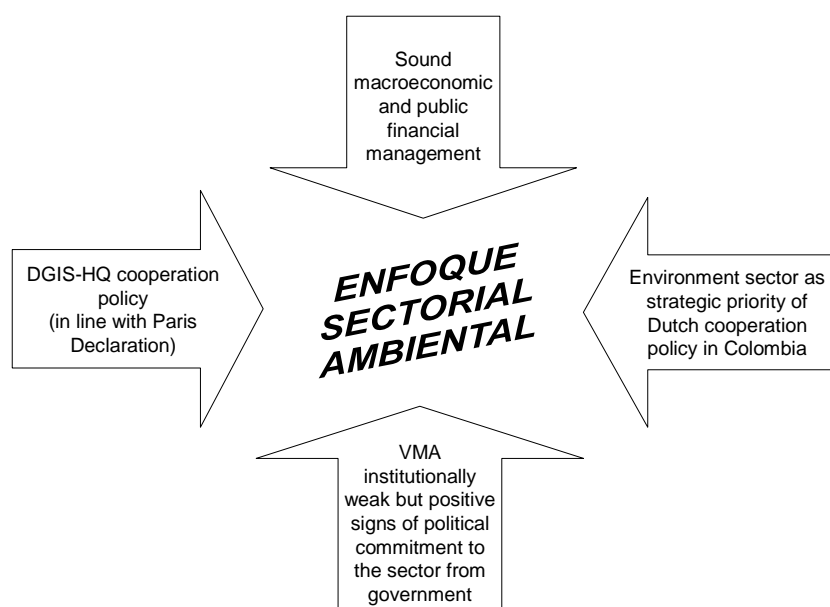 Sound
macroeconomic
and public
financial
management
DGIS-HQ cooperation
policy
(in line with Paris
Declaration)
ENFOQUE
SECTORIAL
AMBIENTAL
Environment sector as
strategic priority of
Dutch cooperation
policy in Colombia
VMA
institutionally
weak but positive
signs of political
commitment to
the sector from
government